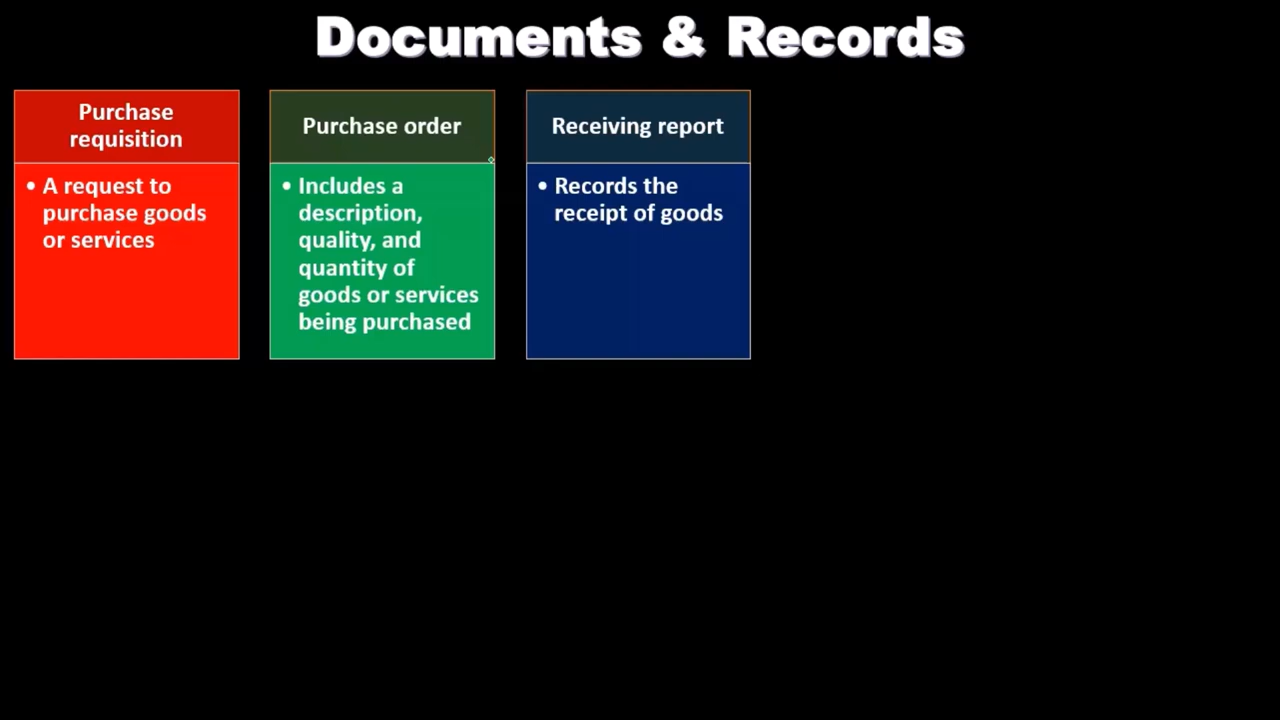 Documents & Records
Purchase
requisition
• A request to
purchase goods
or services
Purchase order
• Includes a
description,
quality, and
quantity of
goods or services
being purchased
Receiving report
• Records the
receipt of goods